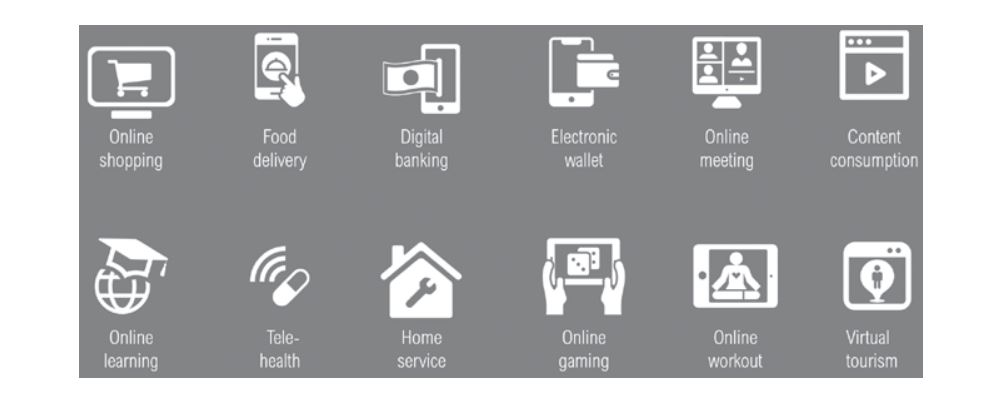 Online
shopping
Food
delivery
Digital
banking
Electronic
wallet
Online
meeting
Content
consumption
Online
learning
Tele-
health
Home
service
Online
gaming
Online
workout
Virtual
tourism